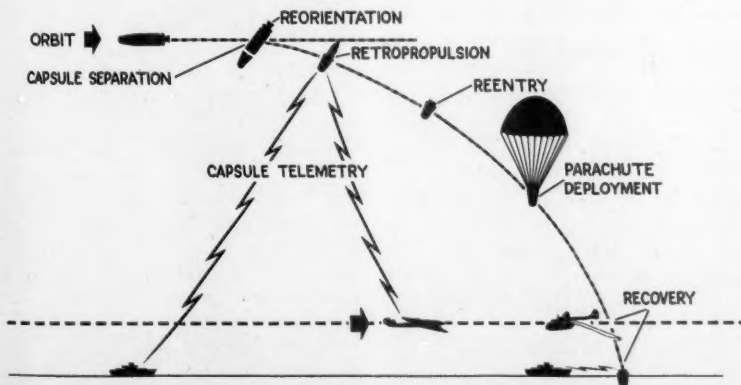 REORIENTATION
ORBIT
RETROPROPULSION
CAPSULE SEPARATION
REENTRY
CAPSULE TELEMETRY
PARACHUTE
DEPLOYMENT
RECOVERY